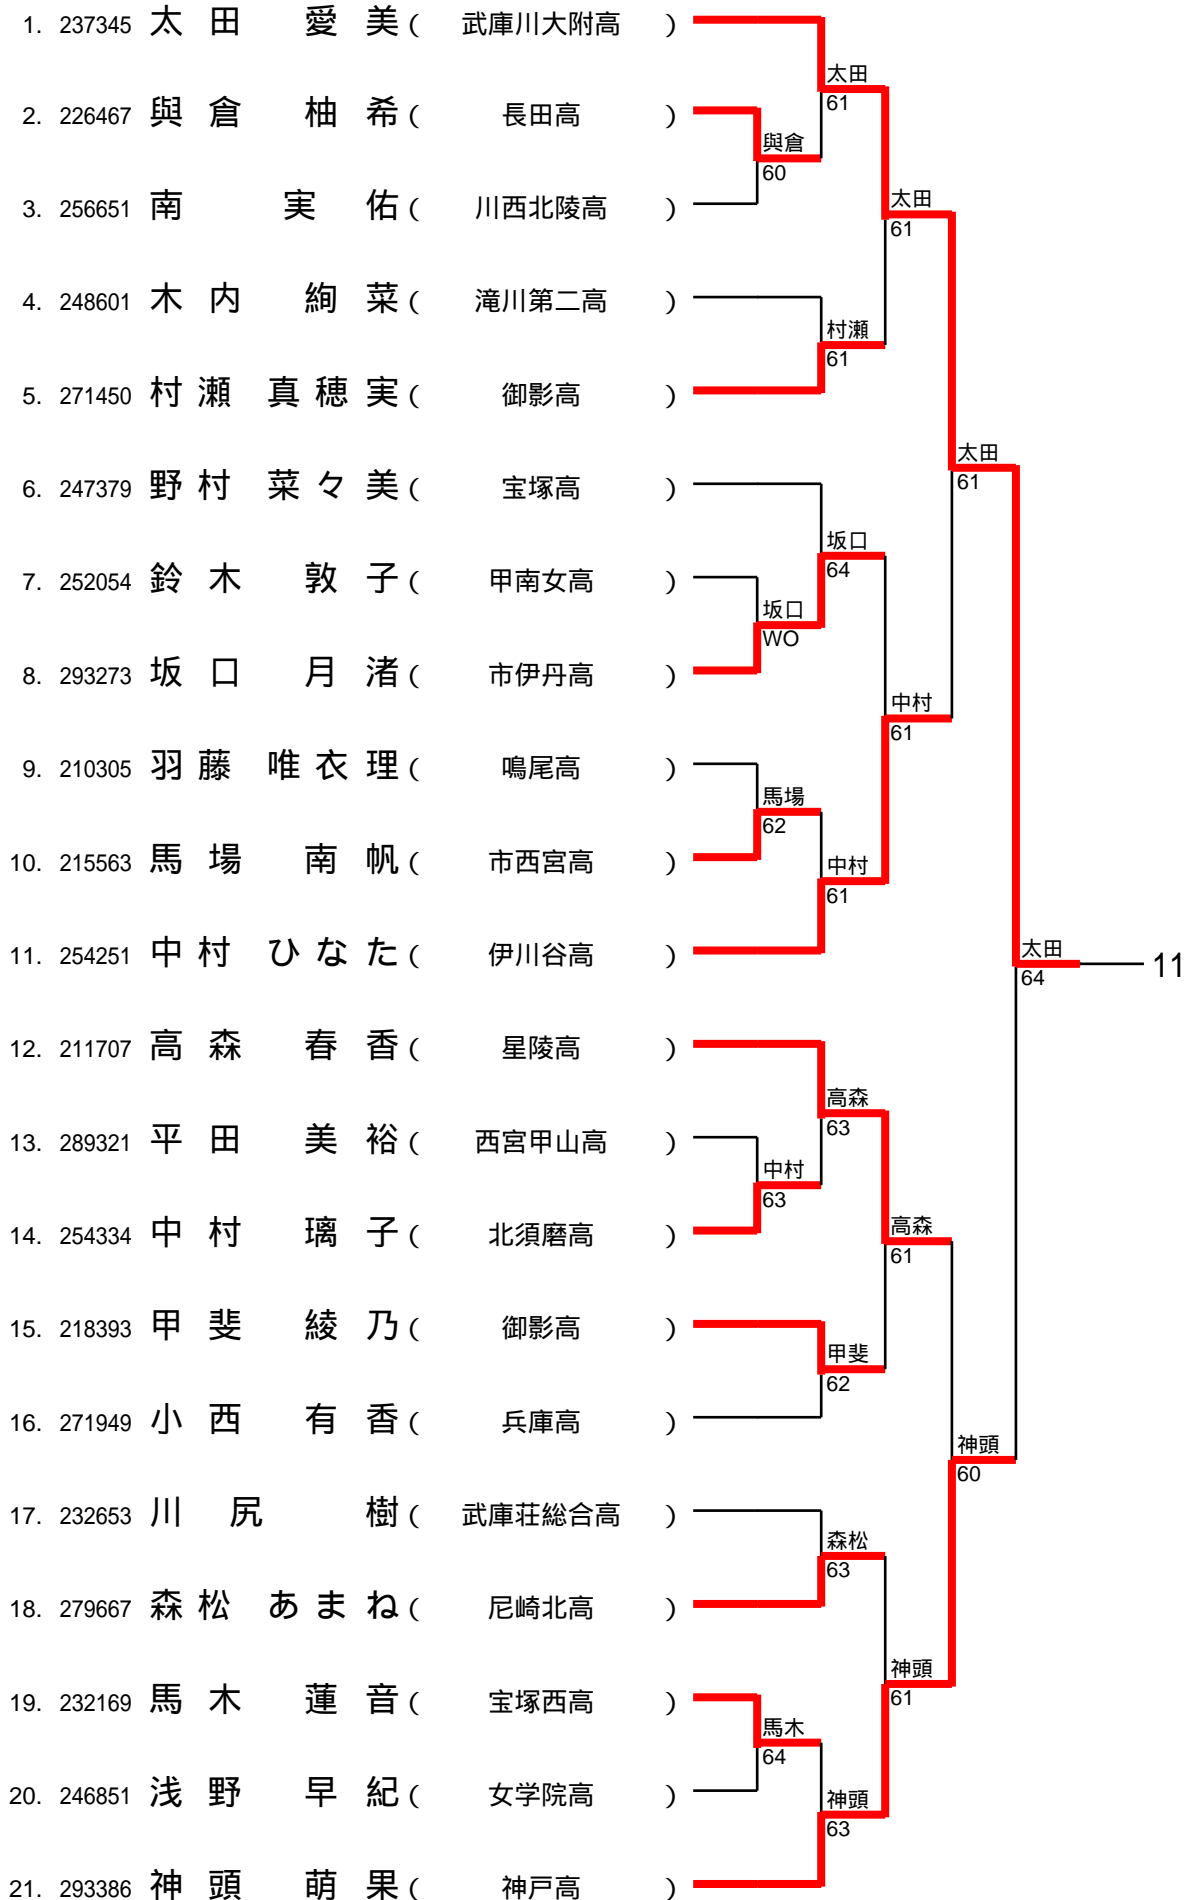 1. 237345 太田 愛美 ( 武庫川大附高 )
太田
61
2. 226467 與倉 柚希 ( 長田高 )
與倉
60
3. 256651 南 実佑 ( 川西北陵高 )
太田
61
4. 248601 木内 絢菜 ( 滝川第二高 )
村瀬
61
5. 271450 村瀬 真穂実 ( 御影高 )
太田
61
6. 247379 野村 菜々美 ( 宝塚高 )
坂口
64
7. 252054 鈴木 敦子 ( 甲南女高 )
坂口
WO
8. 293273 坂口 月渚 ( 市伊丹高 )
中村
61
9. 210305 羽藤 唯衣理 ( 鳴尾高 )
馬場
62
10. 215563 馬場 南帆 ( 市西宮高 )
中村
61
11. 254251 中村 ひなた ( 伊川谷高 )
太田
64
11
12. 211707 高森 春香 ( 星陵高 )
高森
63
13. 289321 平田 美裕 ( 西宮甲山高 )
中村
63
14. 254334 中村 璃子 ( 北須磨高 )
高森
61
15. 218393 甲斐 綾乃 ( 御影高 )
甲斐
62
16. 271949 小西 有香 ( 兵庫高 )
神頭
60
17. 232653 川尻 樹 ( 武庫荘総合高 )
森松
63
18. 279667 森松 あまね ( 尼崎北高 )
神頭
61
19. 232169 馬木 蓮音 ( 宝塚西高 )
馬木
64
20. 246851 浅野 早紀 ( 女学院高 )
神頭
63
21. 293386 神頭 萌果 ( 神戸高 )